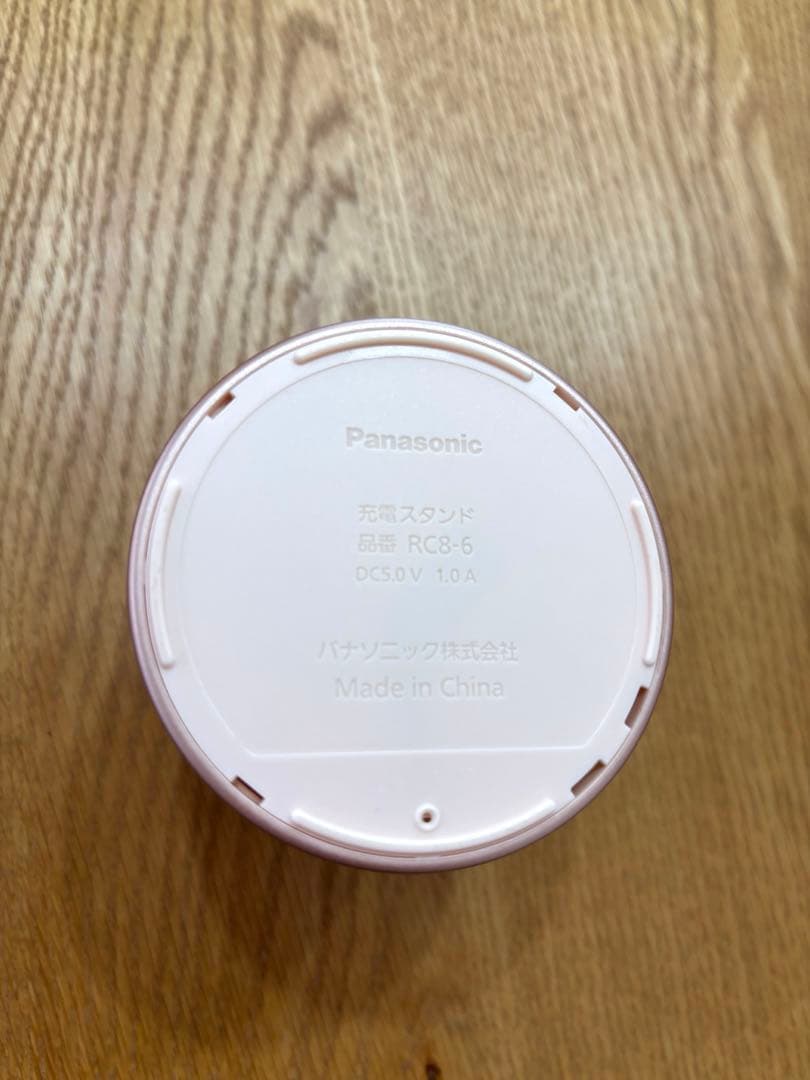 Panasonic
充電スタンド
品番 RC8-6
DC5.0 V 1.0 A
パナソニック株式会社
Made in China